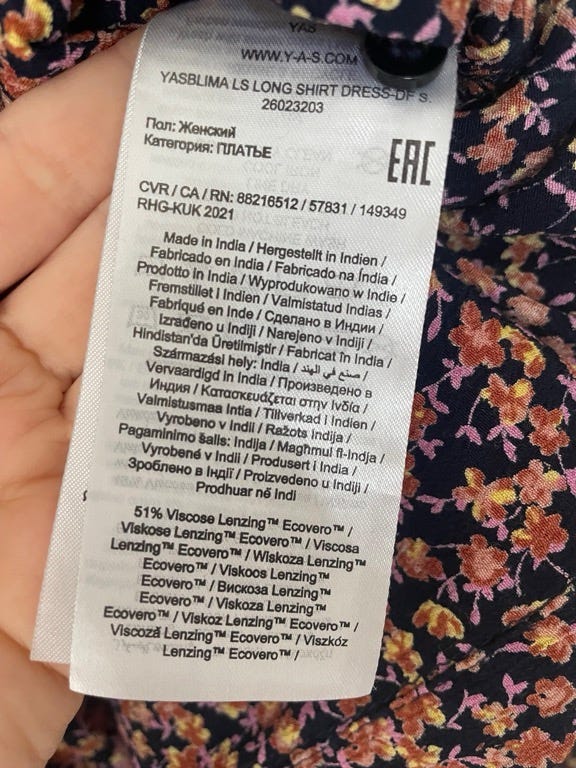 YAS
WWW.Y-A-S.COM
YASBLIMA LS LONG SHIRT DRESS-DF S.
26023203
Пол: Женский
Категория: ПЛАТЬЕ
EAC
CVR / CA / RN: 88216512 / 57831 / 149349
RHG-KUK 2021
Made in India / Hergestellt in Indien /
Fabricado en India / Fabricado na Índia /
Prodotto in India / Wyprodukowano w Indie /
Fremstillet i Indien / Valmistatud Indias /
Fabriqué en Inde / Сделано в Индии /
Izrađeno u Indiji / Narejeno v Indiji /
Hindistan'da Üretilmiştir / Fabricat în India /
Származási hely: India / صنع في الهند /
Vervaardigd in India / Произведено в
Индия / Κατασκευάζεται στην Ινδία /
Valmistusmaa Intia / Tillverkad i Indien /
Vyrobeno v Indii / Ražots Indija /
Pagaminimo šalis: Indija / Magħmul fl-Indja /
Vyrobené v Indii / Produsert i India /
Зроблено в Індії / Proizvedeno u Indiji /
Prodhuar në Indi
51% Viscose Lenzing™ Ecovero™ /
Viskose Lenzing™ Ecovero™ / Viscosa
Lenzing™ Ecovero™ / Wiskoza Lenzing™
Ecovero™ / Viskoos Lenzing™
Ecovero™ / Вискоза Lenzing™
Ecovero™ / Viskoza Lenzing™
Ecovero™ / Viskoz Lenzing™ Ecovero™ /
Viscoză Lenzing™ Ecovero™ / Viszkóz
Lenzing™ Ecovero™ /